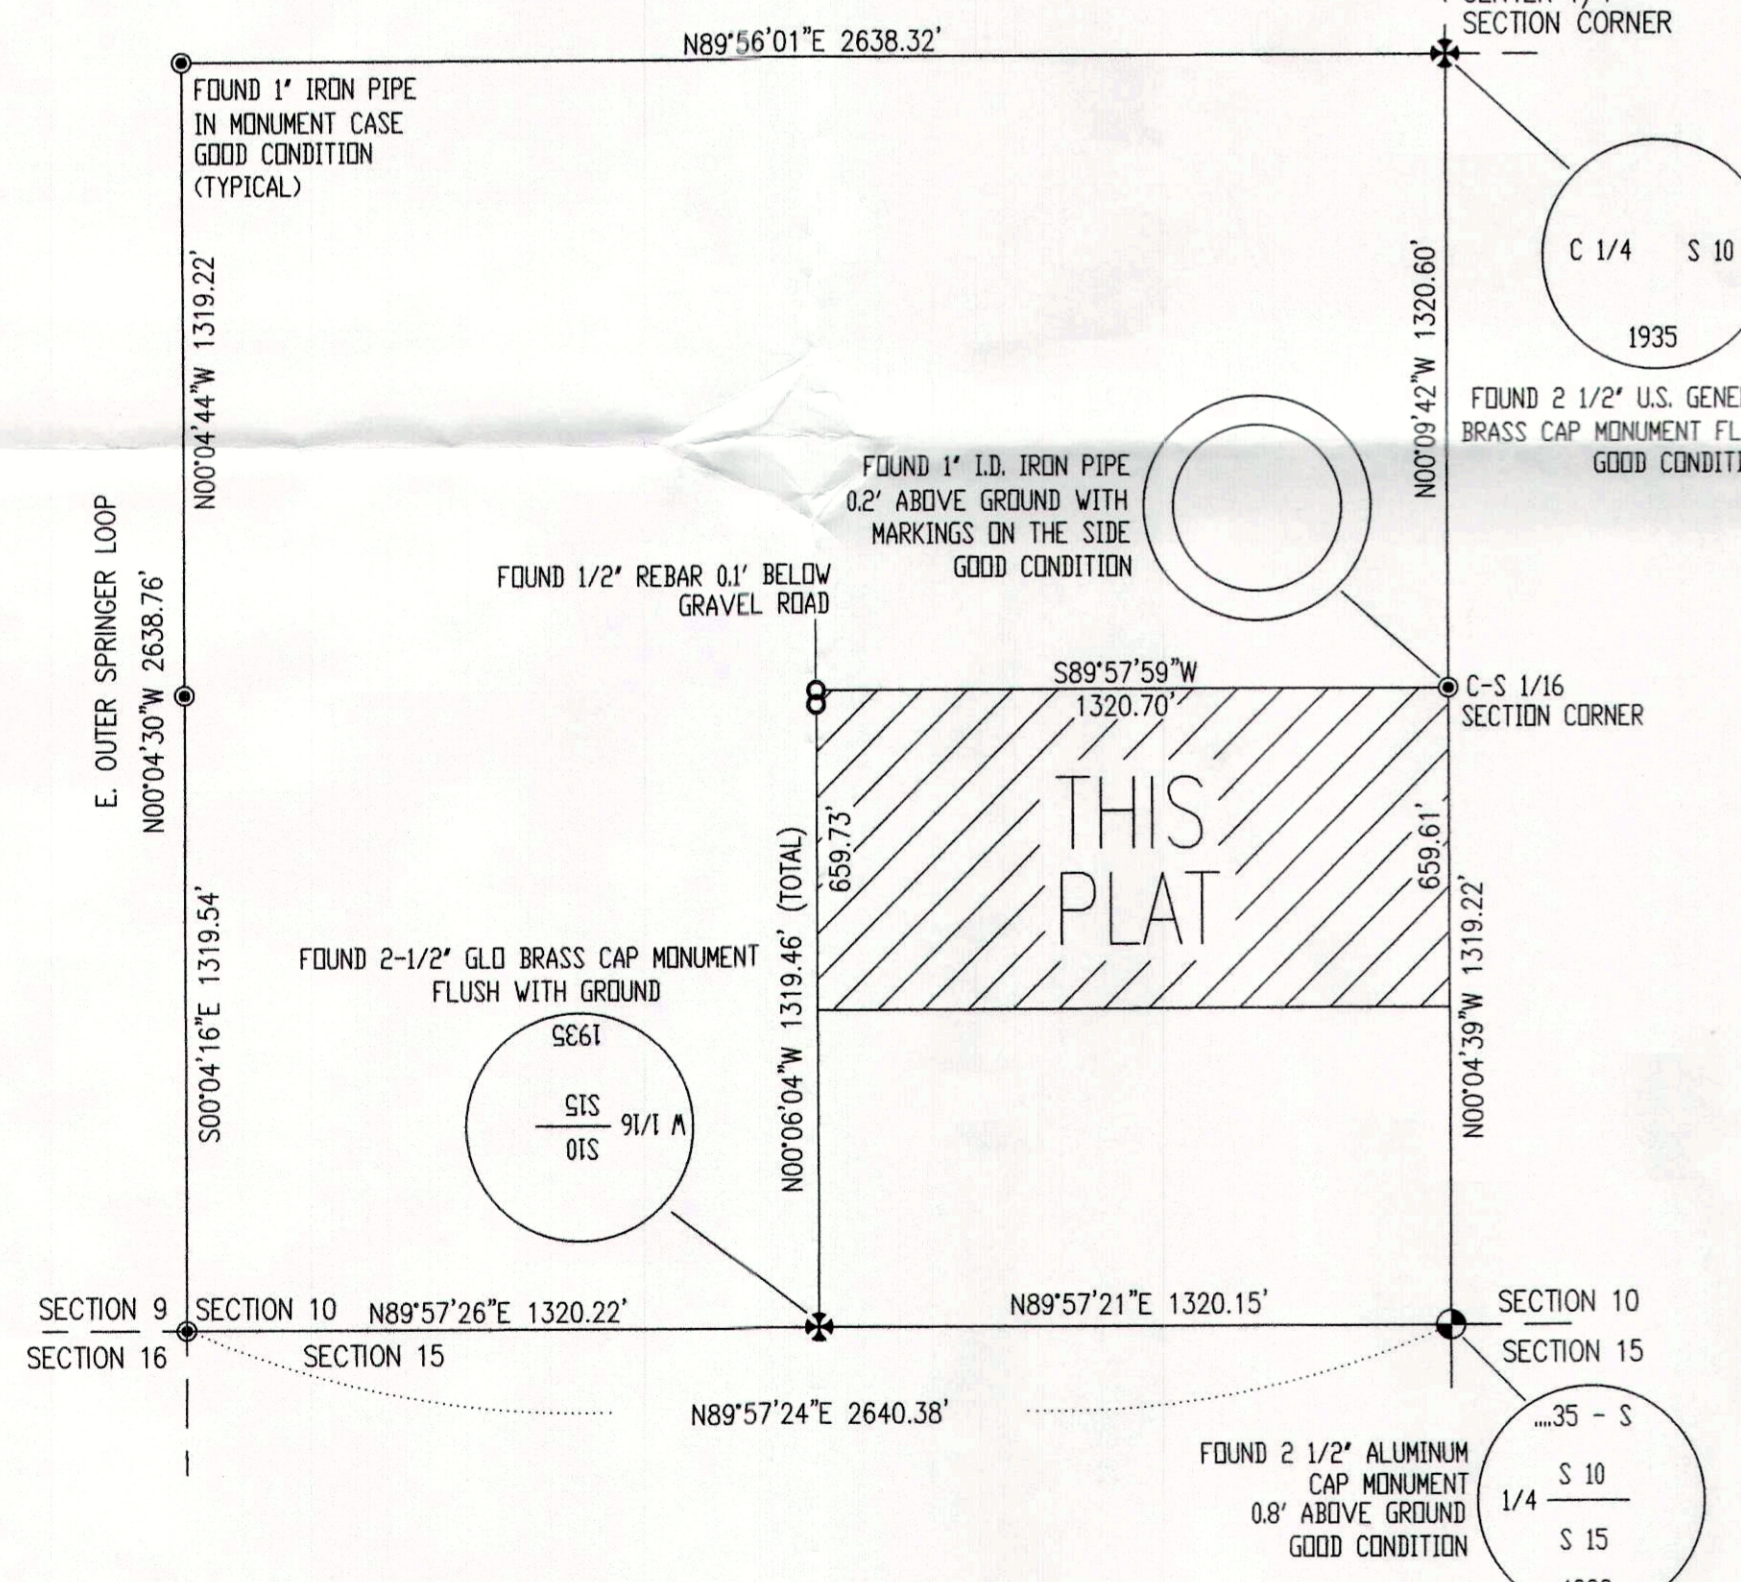 SECTION CORNER
N89°56'01"E 2638.32'
FOUND 1" IRON PIPE
IN MONUMENT CASE
GOOD CONDITION
(TYPICAL)
N00°04'44"W 1319.22'
N00°09'42"W 1320.60'
C 1/4 S 10
1935
FOUND 2 1/2" U.S.
BRASS CAP MONUMENT
GOOD
FOUND 1" I.D. IRON PIPE
0.2' ABOVE GROUND WITH
MARKINGS ON THE SIDE
GOOD CONDITION
E. OUTER SPRINGER LOOP
N00°04'30"W 2638.76'
FOUND 1/2" REBAR 0.1' BELOW
GRAVEL ROAD
S89°57'59"W
1320.70'
C-S 1/16
SECTION CORNER
THIS
PLAT
659.73'
659.61'
N00°06'04"W 1319.46' (TOTAL)
N00°04'39"W 1319.22'
S00°04'16"E 1319.54'
FOUND 2-1/2" GLO BRASS CAP MONUMENT
FLUSH WITH GROUND
1935
S15
W 1/16
S10
SECTION 9
SECTION 10
N89°57'26"E 1320.22'
N89°57'21"E 1320.15'
SECTION 10
SECTION 16
SECTION 15
SECTION 15
N89°57'24"E 2640.38'
....35 - S
FOUND 2 1/2" ALUMINUM
CAP MONUMENT
0.8' ABOVE GROUND
GOOD CONDITION
S 10
1/4
S 15